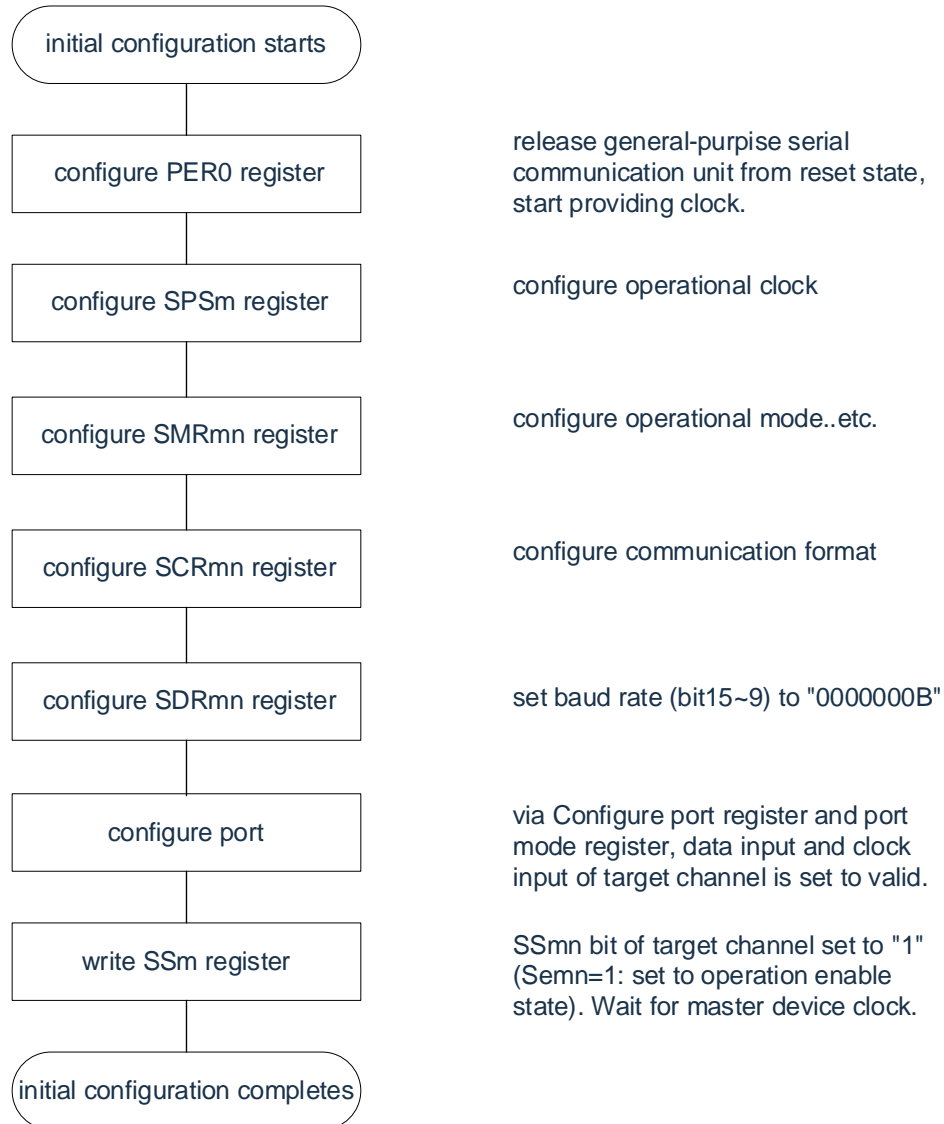 initial configuration starts
configure PER0 register
release general-purpise serial
communication unit from reset state,
start providing clock.
configure SPSm register
configure operational clock
configure SMRmn register
configure operational mode..etc.
configure SCRmn register
configure communication format
configure SDRmn register
set baud rate (bit15~9) to "0000000B"
configure port
via Configure port register and port
mode register, data input and clock
input of target channel is set to valid.
write SSm register
SSmn bit of target channel set to "1"
(Semn=1: set to operation enable
state). Wait for master device clock.
initial configuration completes